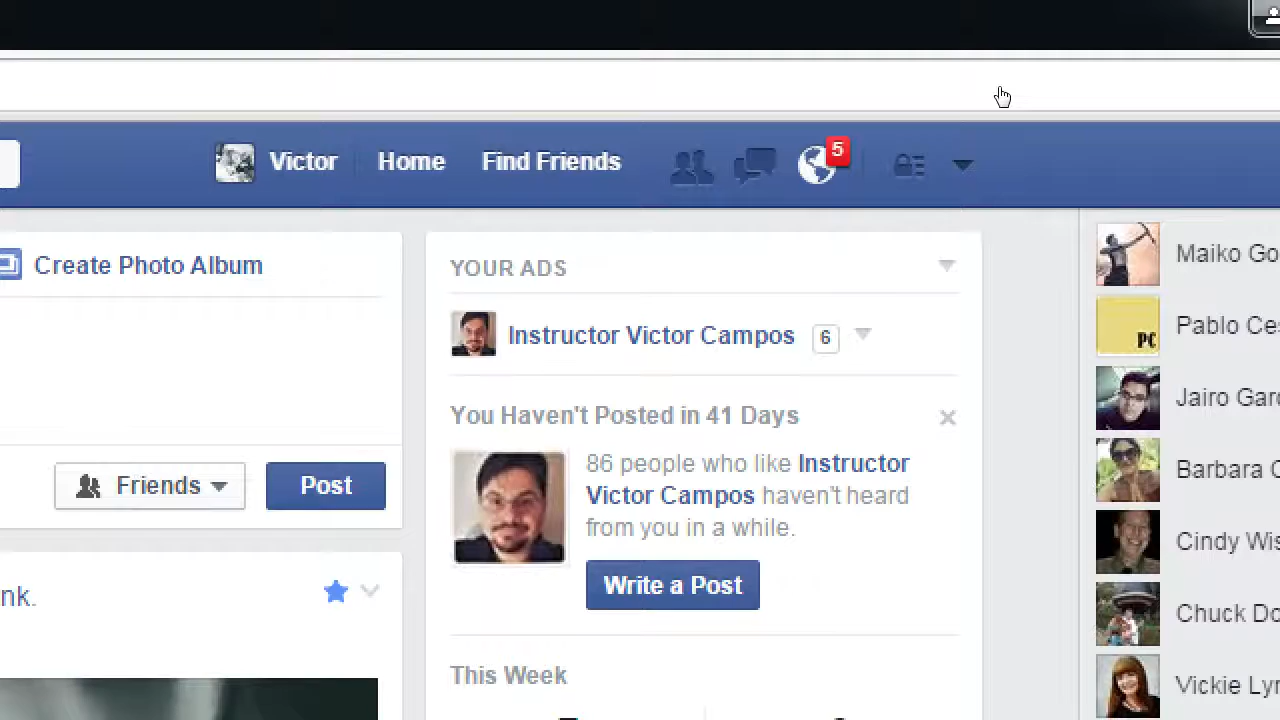 Victor Home Find Friends 5
Create Photo Album
YOUR ADS
Instructor Victor Campos 6
You Haven't Posted in 41 Days
86 people who like Instructor
Victor Campos haven't heard
from you in a while.
Write a Post
Friends Post
nk.
This Week
Maiko Go
Pablo Ces
PC
Jairo Gard
Barbara C
Cindy Wis
Chuck Do
Vickie Lyn